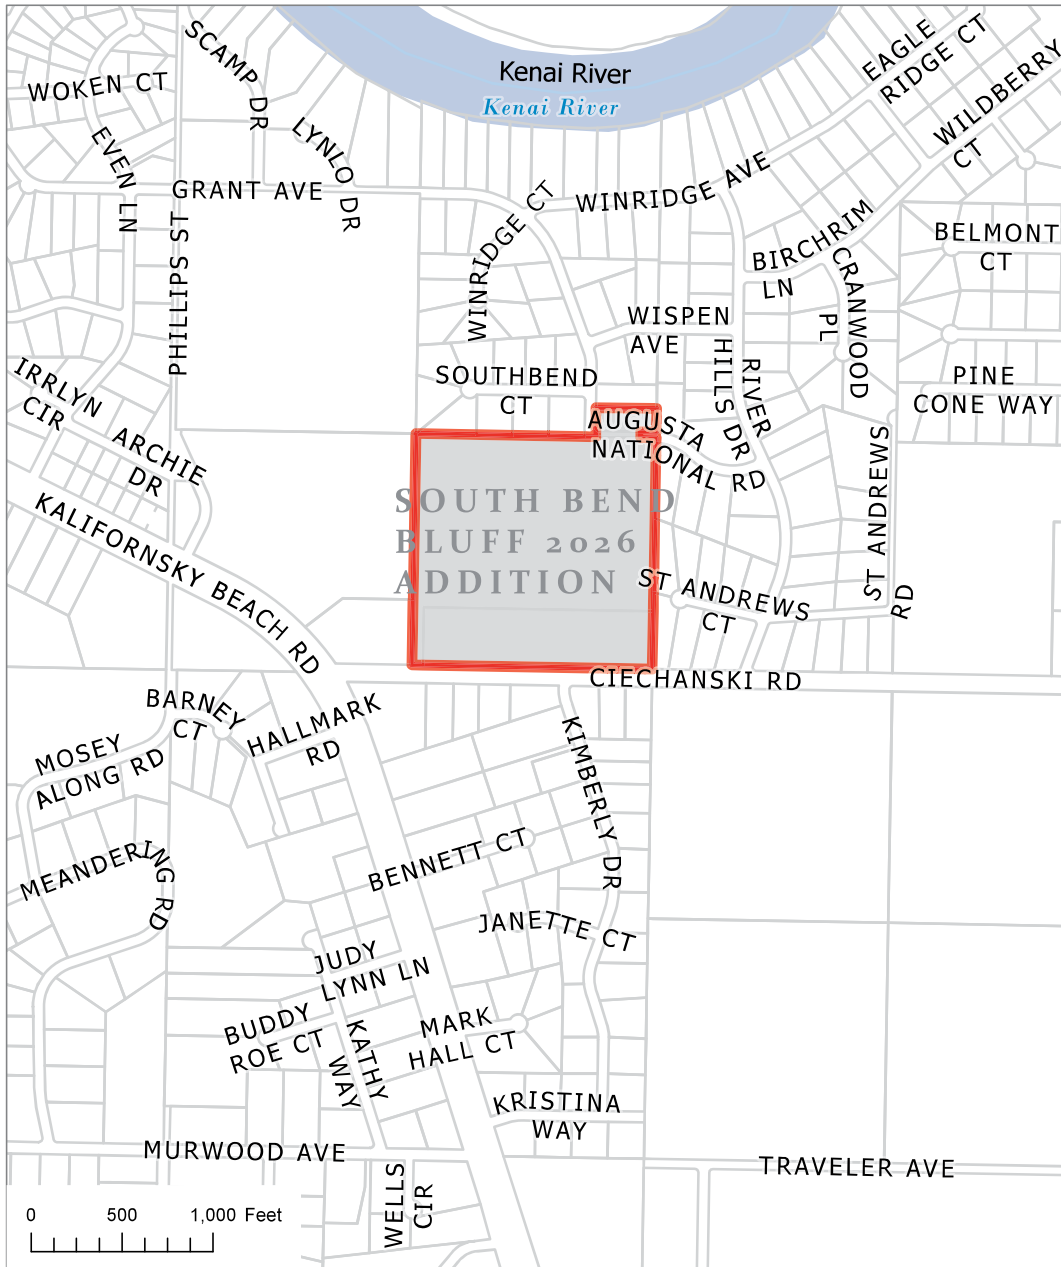 Kenai River
Kenai River
EAGLE
RIDGE CT
WILDBERRY
CT
SCAMP DR
WOKEN CT
LYNLO DR
EVEN LN
GRANT AVE
WINRIDGE AVE
WINRIDGE CT
PHILLIPS ST
BIRCHRIM
LN
BELMONT
CT
CRANWOOD
PL
WISPEN
AVE
RIVER
HILLS DR
SOUTHBEND
CT
PINE
CONE WAY
IRRLYN
CIR
ARCHIE
DR
AUGUSTA
NATIONAL RD
ST ANDREWS
RD
KALIFORNSKY BEACH RD
SOUTH BEND
BLUFF 2026
ADDITION
ST ANDREWS
CT
CIECHANSKI RD
BARNEY
CT
HALLMARK
RD
MOSEY
ALONG RD
KIMBERLY DR
MEANDERING RD
BENNETT CT
JANETTE CT
JUDY
LYNN LN
BUDDY
ROE CT
KATHY
WAY
MARK
HALL CT
KRISTINA
WAY
MURWOOD AVE
TRAVELER AVE
WELLS
CIR
0 500 1,000 Feet